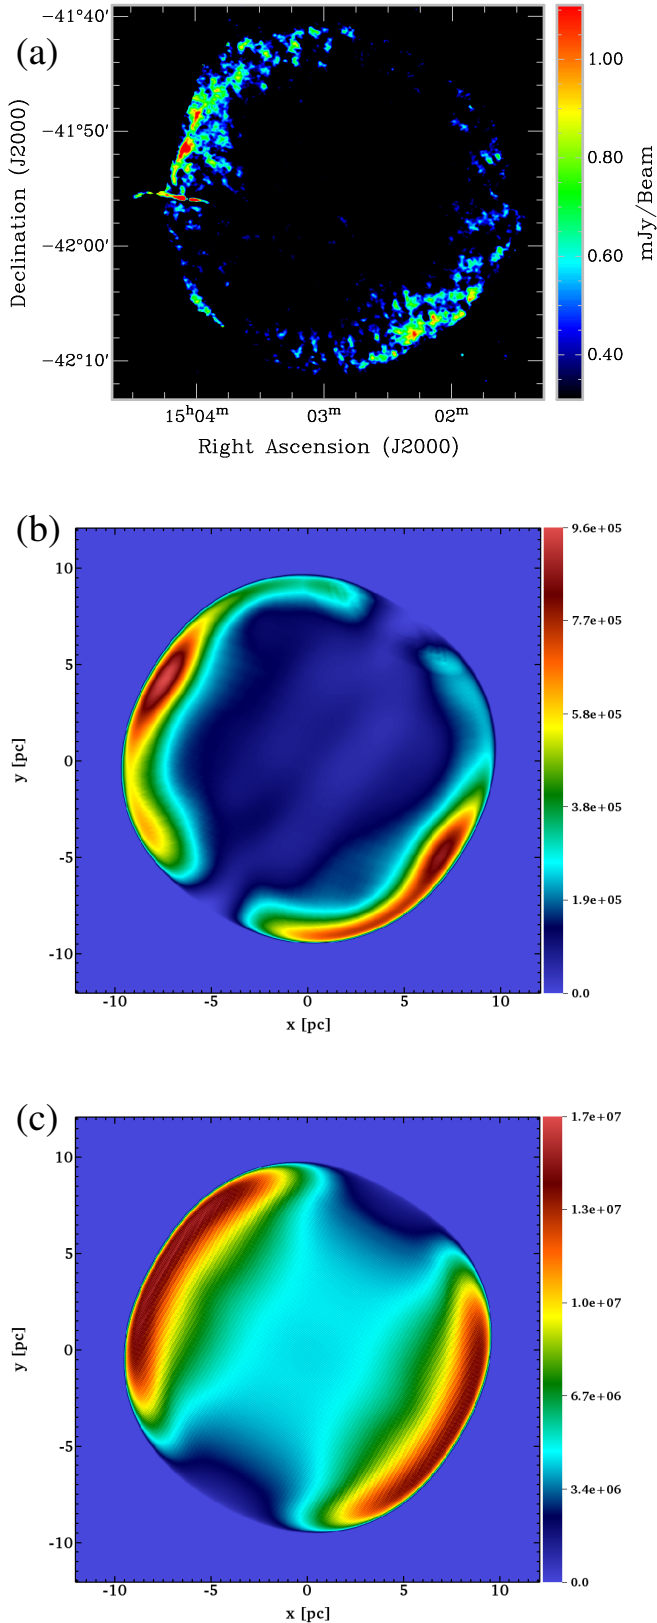 (a)
−41°40′
−41°50′
−42°00′
−42°10′
Declination (J2000)
15ʰ04ᵐ
03ᵐ
02ᵐ
Right Ascension (J2000)
1.00
0.80
0.60
0.40
mJy/Beam
(b)
10
5
0
-5
-10
y [pc]
-10
-5
0
5
10
x [pc]
9.6e+05
7.7e+05
5.8e+05
3.8e+05
1.9e+05
0.0
(c)
10
5
0
-5
-10
y [pc]
-10
-5
0
5
10
x [pc]
1.7e+07
1.3e+07
1.0e+07
6.7e+06
3.4e+06
0.0